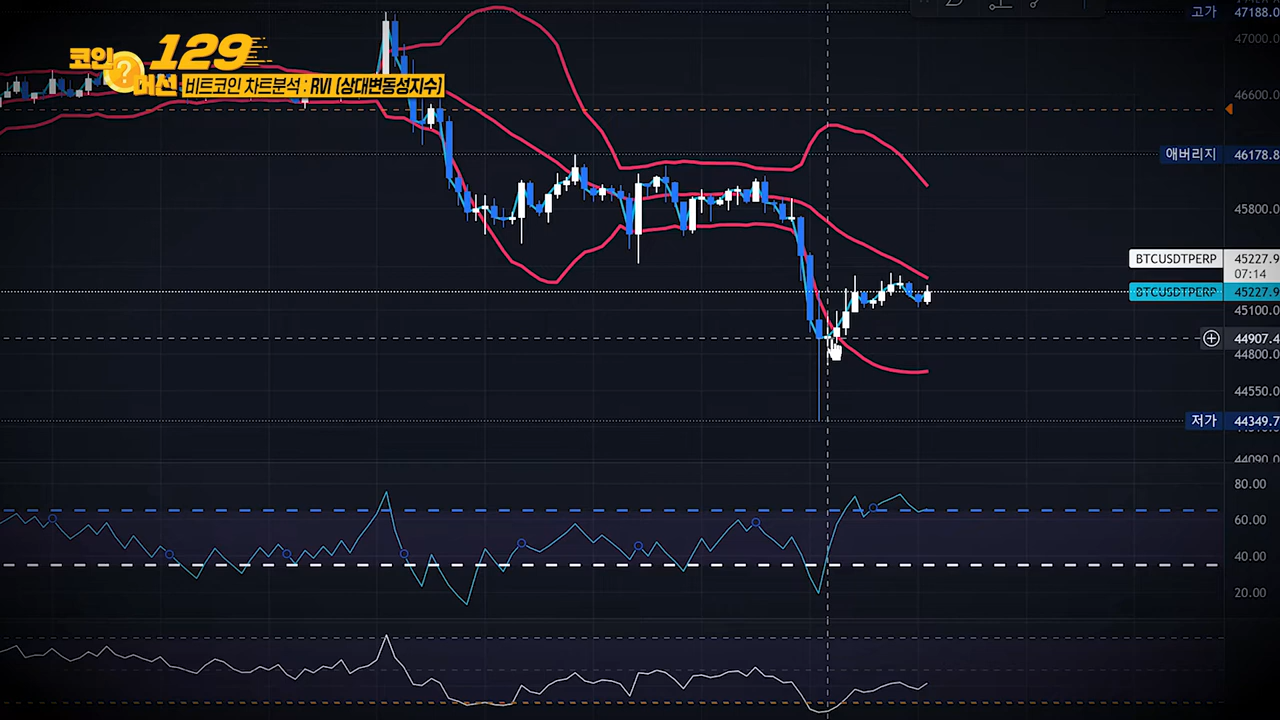 코인 129
?
버선 비트코인 차트분석 : RVI (상대변동성지수)
고가 47188.0
47000.0
46600.0
애버리지 46178.8
45800.0
BTCUSDTPERP 45227.9
07:14
BTCUSDTPERP 45227.9
45100.0
44907.4
44800.0
44550.0
저가 44349.7
44090.0
80.00
60.00
40.00
20.00